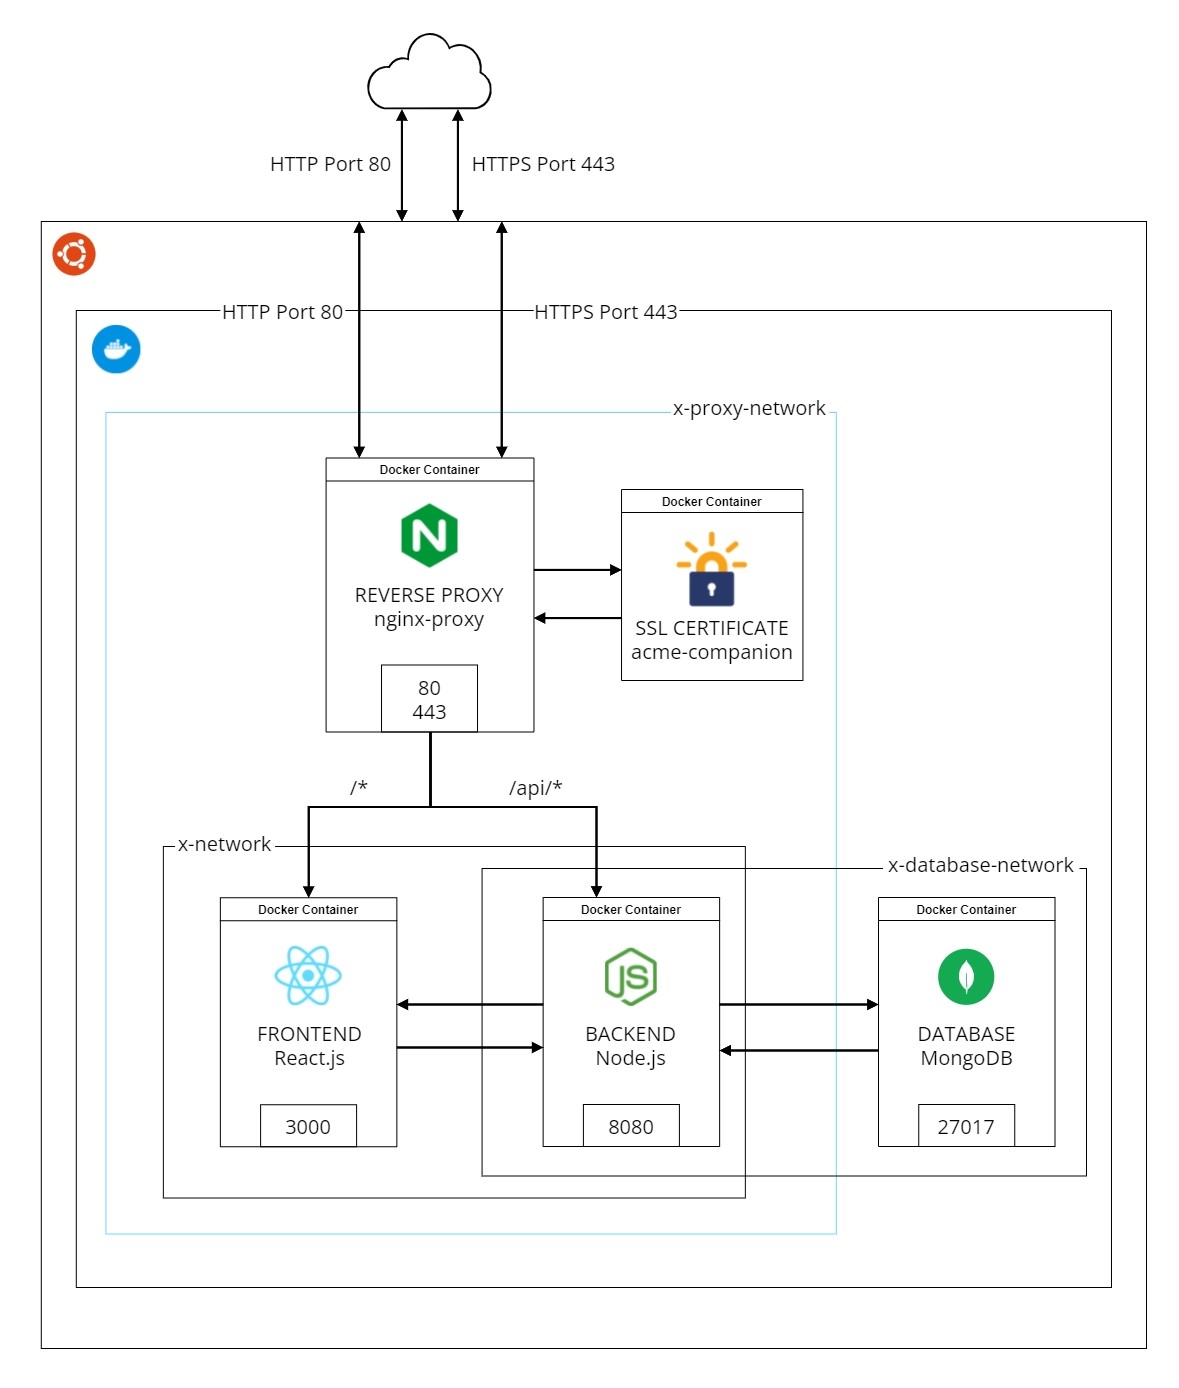 HTTP Port 80
HTTPS Port 443
HTTP Port 80
HTTPS Port 443
x-proxy-network
Docker Container
N
REVERSE PROXY
nginx-proxy
80
443
Docker Container
SSL CERTIFICATE
acme-companion
/*
/api/*
x-network
x-database-network
Docker Container
FRONTEND
React.js
3000
Docker Container
JS
BACKEND
Node.js
8080
Docker Container
DATABASE
MongoDB
27017